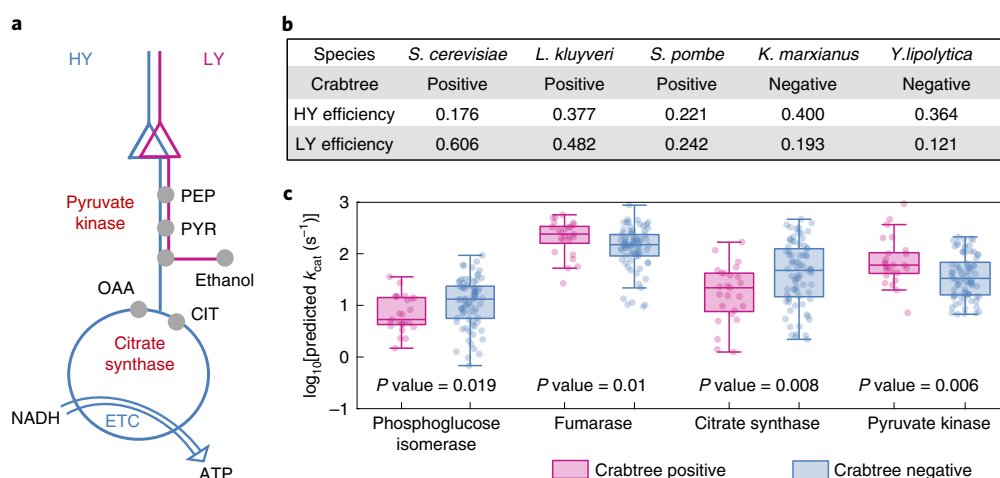 a
HY
LY
Pyruvate
kinase
PEP
PYR
Ethanol
OAA
CIT
Citrate
synthase
NADH
ETC
ATP
b
Species S. cerevisiae L. kluyveri S. pombe K. marxianus Y.lipolytica
Crabtree Positive Positive Positive Negative Negative
HY efficiency 0.176 0.377 0.221 0.400 0.364
LY efficiency 0.606 0.482 0.242 0.193 0.121
c
log10[predicted kcat (s−1)]
3
2
1
0
−1
P value = 0.019 P value = 0.01 P value = 0.008 P value = 0.006
Phosphoglucose
isomerase
Fumarase
Citrate synthase
Pyruvate kinase
Crabtree positive
Crabtree negative